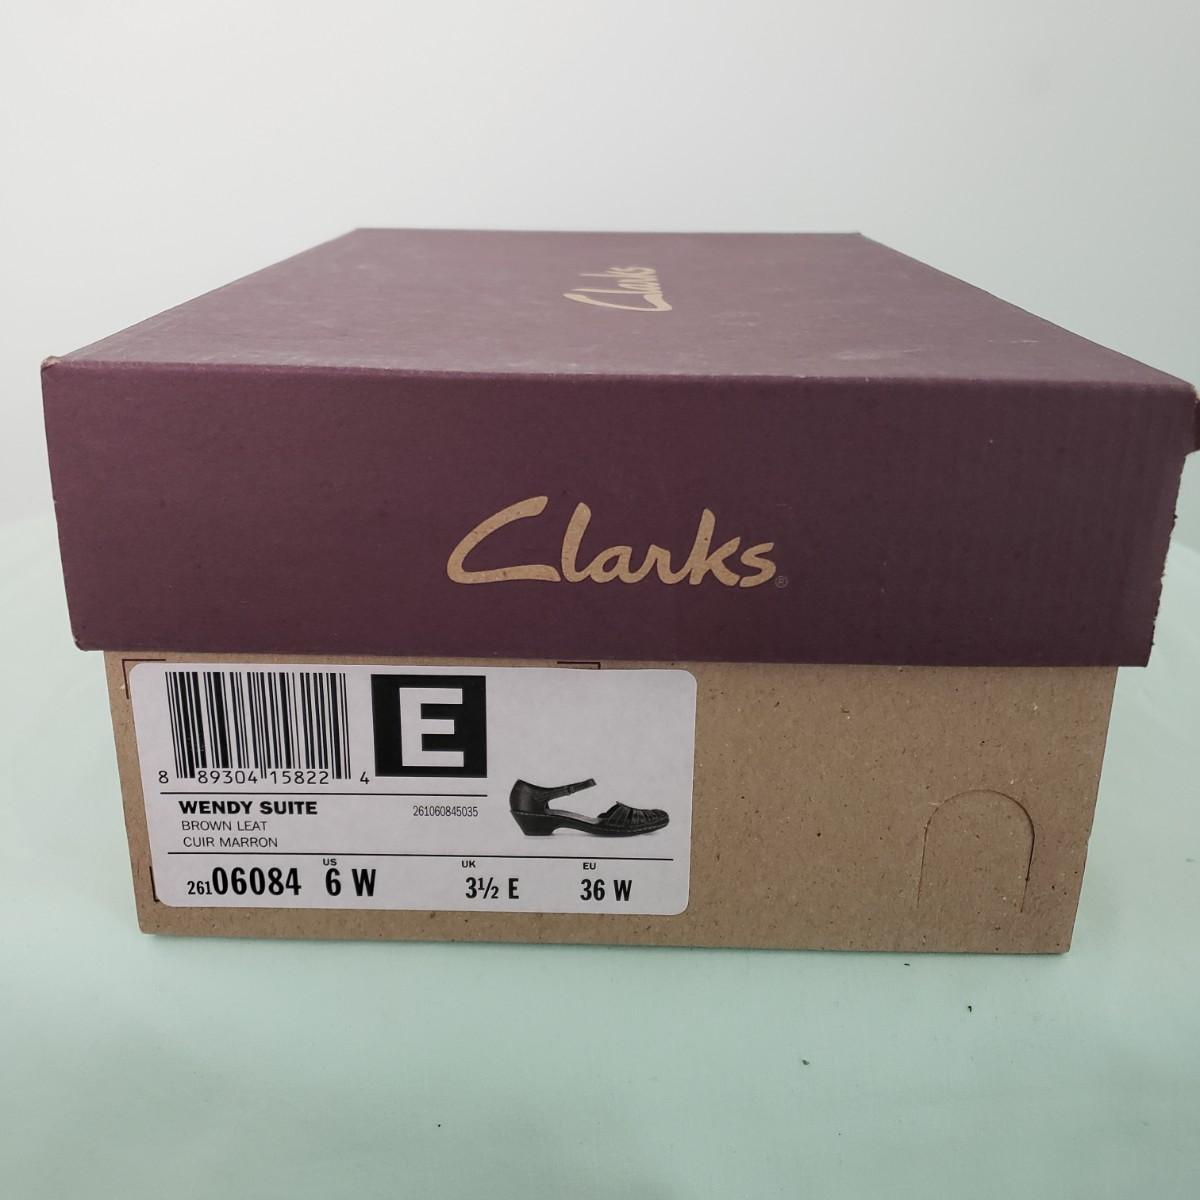 Clarks
Clarks®
E
8 89304 15822 4
WENDY SUITE
261060845035
BROWN LEAT
CUIR MARRON
US UK EU
26106084 6 W 3½ E 36 W